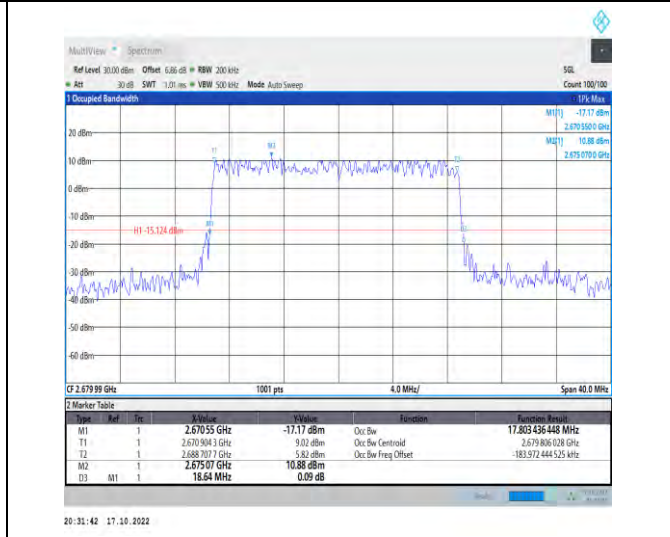 MultiView Spectrum
Ref Level 30.00 dBm Offset 6.86 dB RBW 200 kHz SGL
Att 30 dB SWT 1.01 ms VBW 500 kHz Mode Auto Sweep Count 100/100
1 Occupied Bandwidth 1Pk Max
M1[1] -17.17 dBm
2.670 550 0 GHz
M2[1] 10.88 dBm
2.675 070 0 GHz
20 dBm
T1 M2 T2
10 dBm
0 dBm
-10 dBm
H1 -15.124 dBm
-20 dBm
-30 dBm
-40 dBm
-50 dBm
-60 dBm
CF 2.679 99 GHz 1001 pts 4.0 MHz/ Span 40.0 MHz
2 Marker Table
Type Ref Trc X-Value Y-Value Function Function Result
M1 1 2.670 55 GHz -17.17 dBm Occ Bw 17.803 436 448 MHz
T1 1 2.670 904 3 GHz 9.02 dBm Occ Bw Centroid 2.679 806 028 GHz
T2 1 2.688 707 7 GHz 5.82 dBm Occ Bw Freq Offset -183.972 444 525 kHz
M2 1 2.675 07 GHz 10.88 dBm
D3 M1 1 18.64 MHz 0.09 dB
20:31:42 17.10.2022